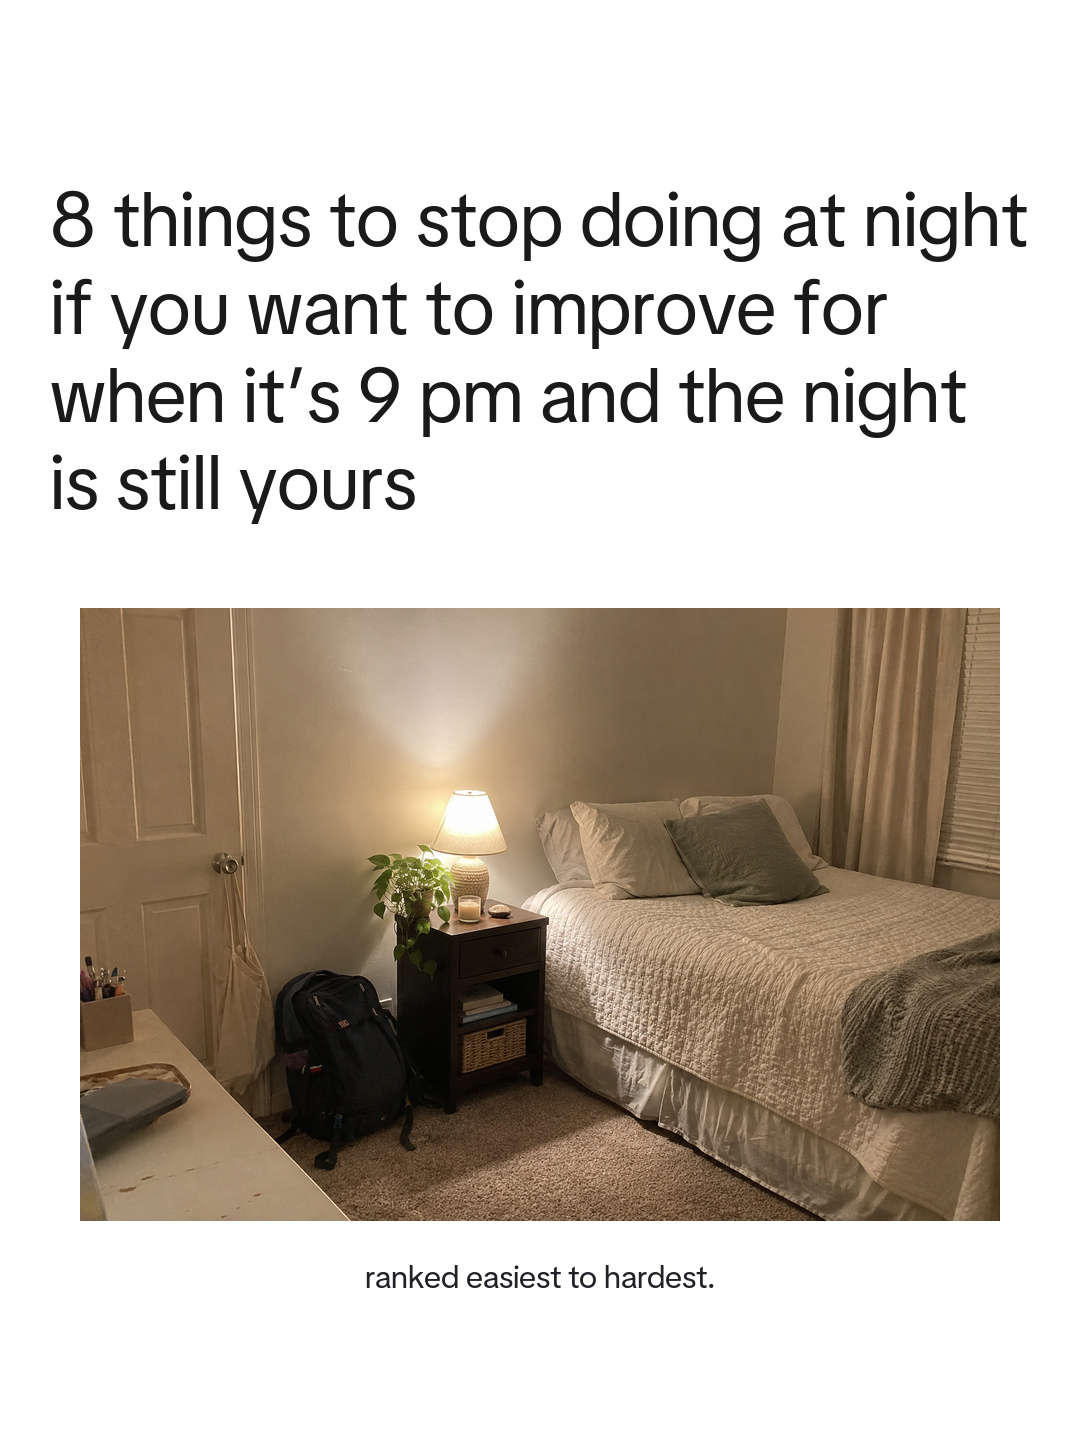 8 things to stop doing at night
if you want to improve for
when it’s 9 pm and the night
is still yours
ranked easiest to hardest.